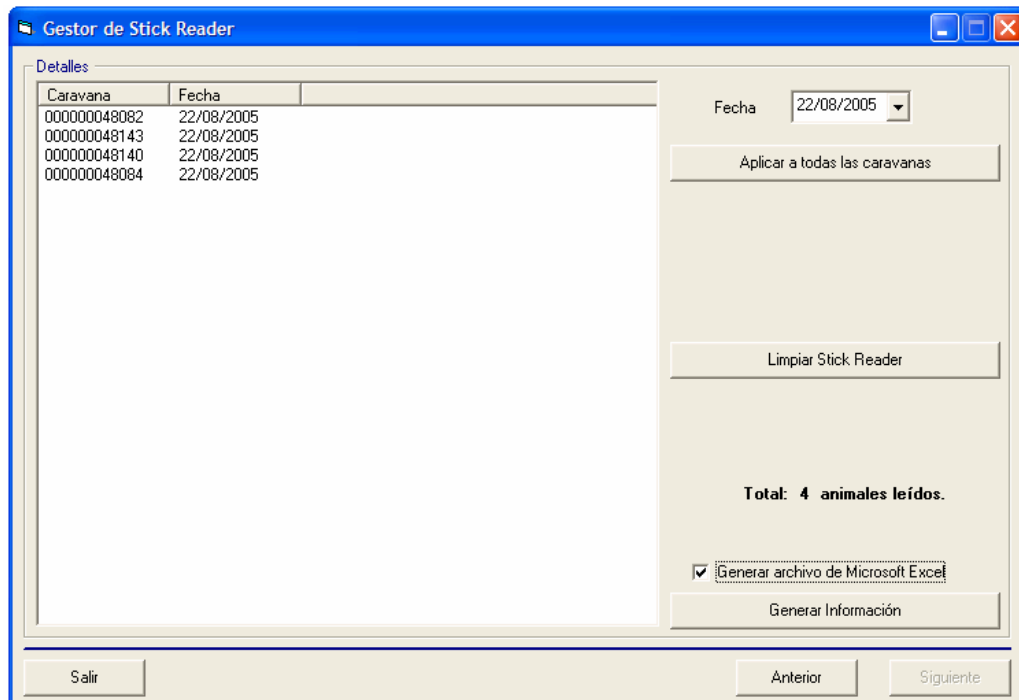 Gestor de Stick Reader
Detalles
Caravana Fecha
000000048082 22/08/2005
000000048143 22/08/2005
000000048140 22/08/2005
000000048084 22/08/2005
Fecha 22/08/2005
Aplicar a todas las caravanas
Limpiar Stick Reader
Total: 4 animales leídos.
Generar archivo de Microsoft Excel
Generar Información
Salir
Anterior
Siguiente